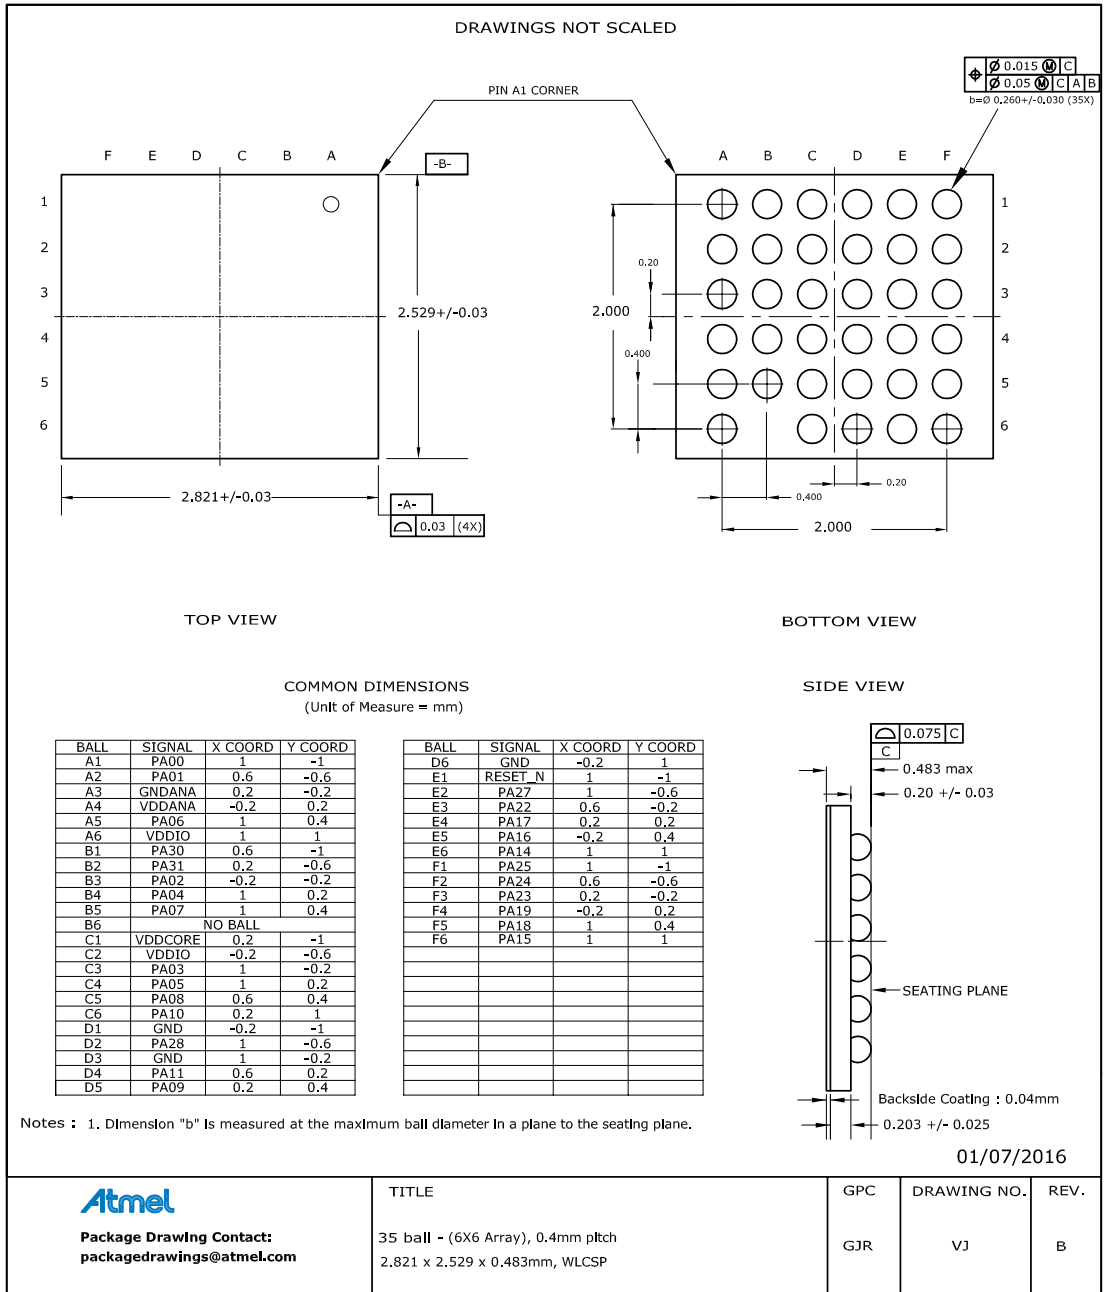 DRAWINGS NOT SCALED
Ø 0.015 Ⓜ C
Ø 0.05 Ⓜ C A B
b=Ø 0.260+/-0.030 (35X)
PIN A1 CORNER
F E D C B A
-B-
1
2
3
4
5
6
2.529+/-0.03
2.821+/-0.03
-A-
0.03 (4X)
A B C D E F
1
2
3
4
5
6
0.20
2.000
0.400
0.20
0.400
2.000
TOP VIEW
BOTTOM VIEW
COMMON DIMENSIONS
(Unit of Measure = mm)
SIDE VIEW
BALL SIGNAL X COORD Y COORD
A1 PA00 1 -1
A2 PA01 0.6 -0.6
A3 GNDANA 0.2 -0.2
A4 VDDANA -0.2 0.2
A5 PA06 1 0.4
A6 VDDIO 1 1
B1 PA30 0.6 -1
B2 PA31 0.2 -0.6
B3 PA02 -0.2 -0.2
B4 PA04 1 0.2
B5 PA07 1 0.4
B6 NO BALL
C1 VDDCORE 0.2 -1
C2 VDDIO -0.2 -0.6
C3 PA03 1 -0.2
C4 PA05 1 0.2
C5 PA08 0.6 0.4
C6 PA10 0.2 1
D1 GND -0.2 -1
D2 PA28 1 -0.6
D3 GND 1 -0.2
D4 PA11 0.6 0.2
D5 PA09 0.2 0.4
BALL SIGNAL X COORD Y COORD
D6 GND -0.2 1
E1 RESET_N 1 -1
E2 PA27 1 -0.6
E3 PA22 0.6 -0.2
E4 PA17 0.2 0.2
E5 PA16 -0.2 0.4
E6 PA14 1 1
F1 PA25 1 -1
F2 PA24 0.6 -0.6
F3 PA23 0.2 -0.2
F4 PA19 -0.2 0.2
F5 PA18 1 0.4
F6 PA15 1 1
0.075 C
C
0.483 max
0.20 +/- 0.03
SEATING PLANE
Backside Coating : 0.04mm
0.203 +/- 0.025
Notes : 1. Dimension "b" is measured at the maximum ball diameter in a plane to the seating plane.
01/07/2016
Atmel
Package Drawing Contact:
packagedrawings@atmel.com
TITLE
35 ball - (6X6 Array), 0.4mm pitch
2.821 x 2.529 x 0.483mm, WLCSP
GPC
GJR
DRAWING NO.
VJ
REV.
B